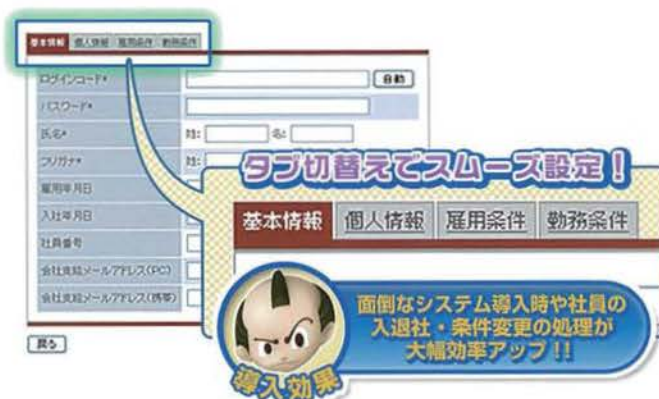 基本情報 個人情報 雇用条件 勤務条件
ログインコード* 自動
パスワード*
氏名* 姓: 名:
フリガナ* 姓:
雇用年月日
入社年月日
社員番号
会社支給メールアドレス(PC)
会社支給メールアドレス(携帯)
戻る
タブ切替えでスムーズ設定!
基本情報 個人情報 雇用条件 勤務条件
面倒なシステム導入時や社員の
入退社・条件変更の処理が
大幅効率アップ!!
導入効果